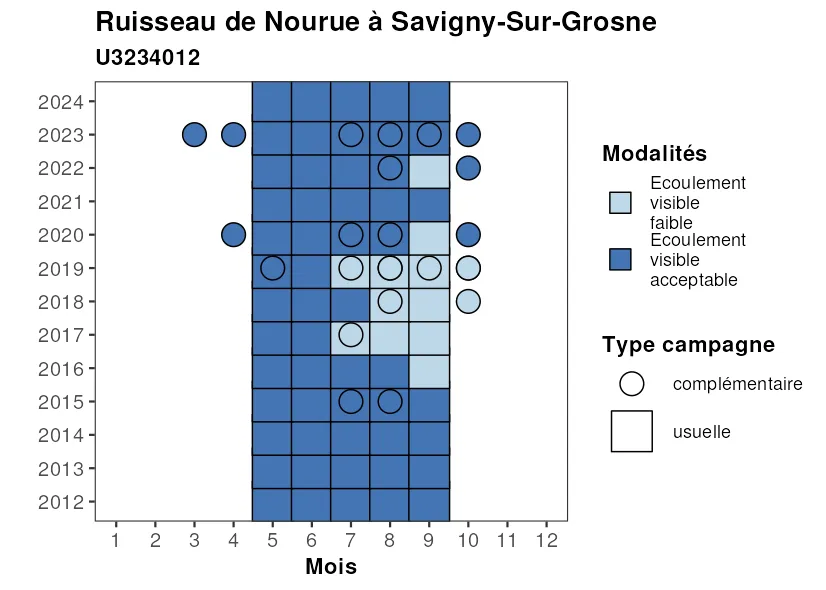 Ruisseau de Nourue à Savigny-Sur-Grosne
U3234012
2024
2023
2022
2021
2020
2019
2018
2017
2016
2015
2014
2013
2012
1 2 3 4 5 6 7 8 9 10 11 12
Mois
Modalités
Ecoulement
visible
faible
Ecoulement
visible
acceptable
Type campagne
complémentaire
usuelle